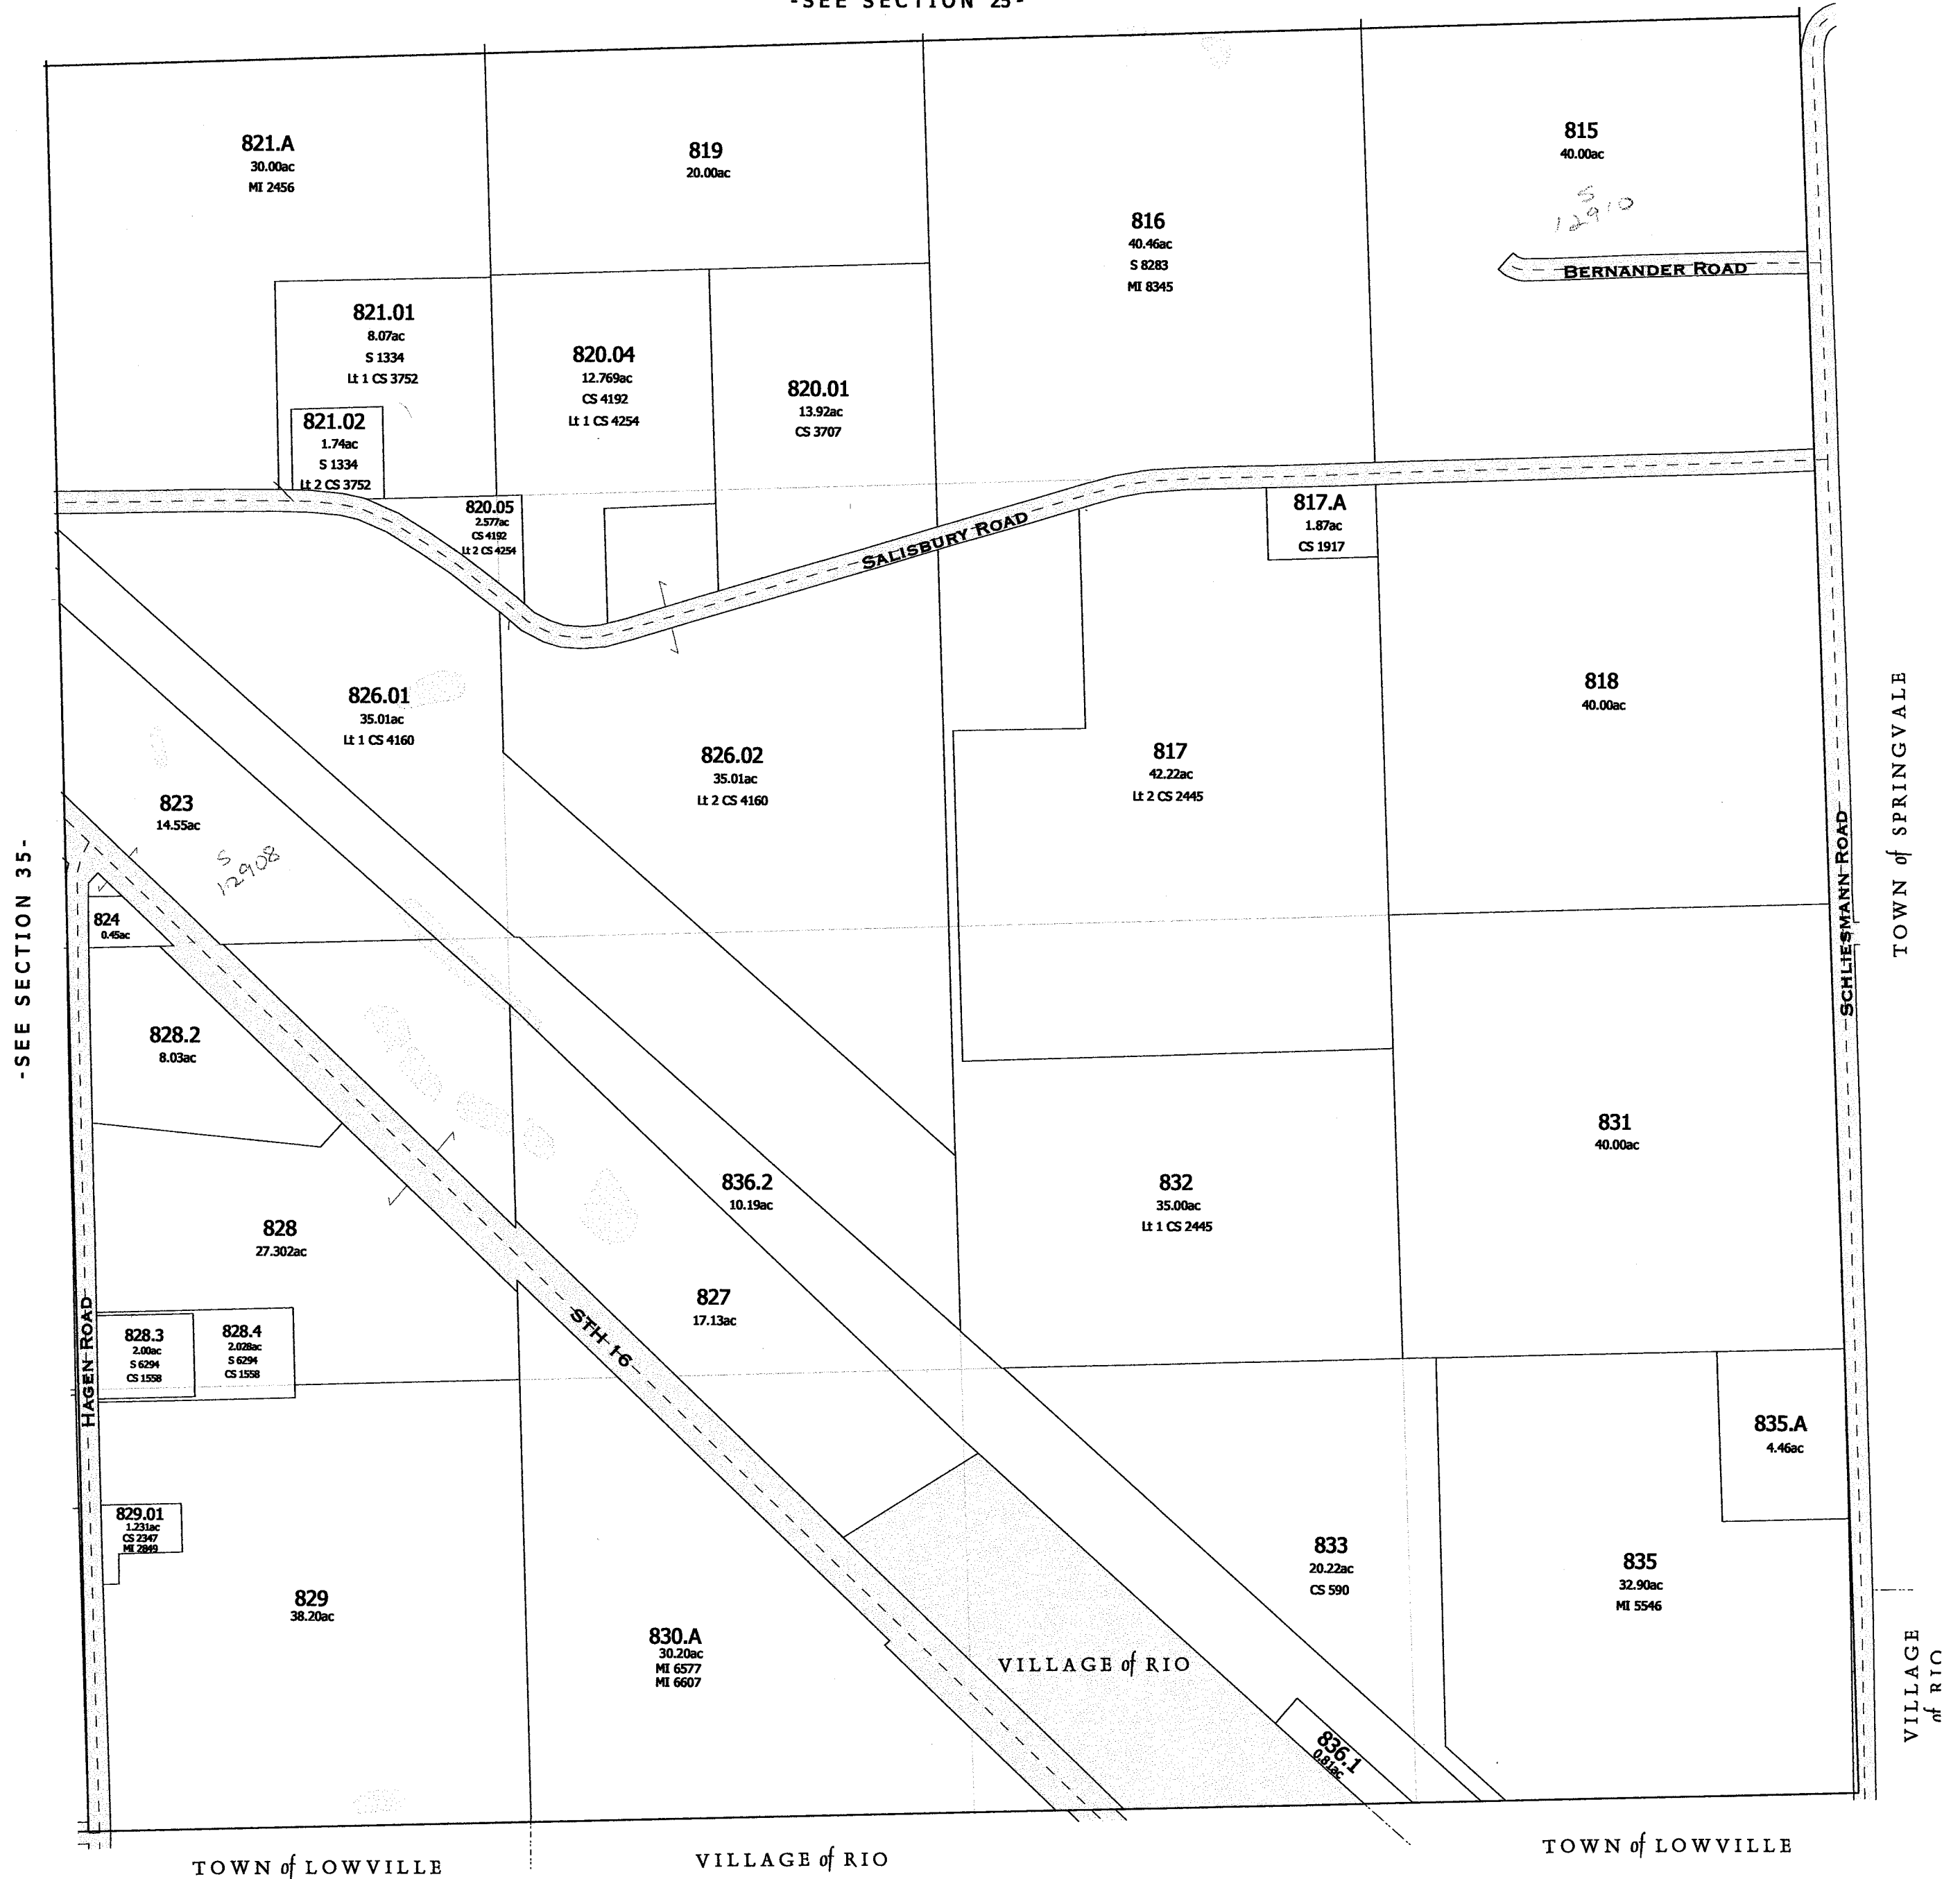 -SEE SECTION 25-
821.A
30.00ac
MI 2456
819
20.00ac
816
40.46ac
S 8283
MI 8345
815
40.00ac
S
12910
BERNANDER ROAD
821.01
8.07ac
S 1334
Lt 1 CS 3752
821.02
1.74ac
S 1334
Lt 2 CS 3752
820.04
12.769ac
CS 4192
Lt 1 CS 4254
820.01
13.92ac
CS 3707
820.05
2.577ac
CS 4192
Lt 2 CS 4254
SALISBURY ROAD
817.A
1.87ac
CS 1917
826.01
35.01ac
Lt 1 CS 4160
826.02
35.01ac
Lt 2 CS 4160
817
42.22ac
Lt 2 CS 2445
818
40.00ac
TOWN of SPRINGVALE
SCHLIESMANN ROAD
-SEE SECTION 35-
823
14.55ac
S
12908
824
0.45ac
828.2
8.03ac
836.2
10.19ac
832
35.00ac
Lt 1 CS 2445
831
40.00ac
828
27.302ac
827
17.13ac
STH 16
HAGEN ROAD
828.3
2.00ac
S 6294
CS 1558
828.4
2.028ac
S 6294
CS 1558
835.A
4.46ac
829.01
1.231ac
CS 2347
MI 2849
829
38.20ac
830.A
30.20ac
MI 6577
MI 6607
833
20.22ac
CS 590
835
32.90ac
MI 5546
VILLAGE of RIO
836.1
0.81ac
VILLAGE
of RIO
TOWN of LOWVILLE
VILLAGE of RIO
TOWN of LOWVILLE